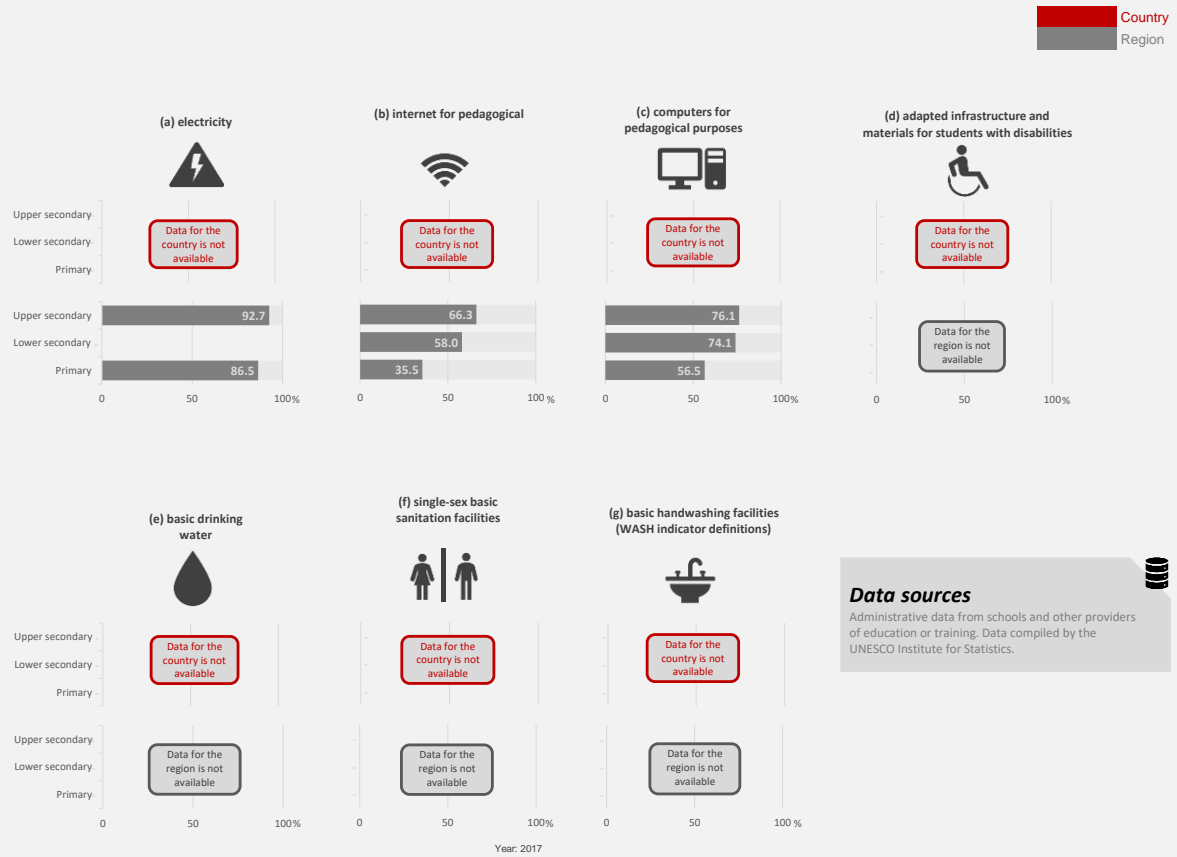 Country
Region
(a) electricity
(b) internet for pedagogical
(c) computers for
pedagogical purposes
(d) adapted infrastructure and
materials for students with disabilities
Upper secondary
Lower secondary
Primary
Data for the
country is not
available
Data for the
country is not
available
Data for the
country is not
available
Data for the
country is not
available
Upper secondary
Lower secondary
Primary
92.7
86.5
0
50
100%
66.3
58.0
35.5
0
50
100 %
76.1
74.1
56.5
0
50
100%
Data for the
region is not
available
0
50
100%
(e) basic drinking
water
(f) single-sex basic
sanitation facilities
(g) basic handwashing facilities
(WASH indicator definitions)
Upper secondary
Lower secondary
Primary
Data for the
country is not
available
Data for the
country is not
available
Data for the
country is not
available
Upper secondary
Lower secondary
Primary
Data for the
region is not
available
0
50
100%
Data for the
region is not
available
0
50
100%
Data for the
region is not
available
0
50
100 %
Data sources
Administrative data from schools and other providers
of education or training. Data compiled by the
UNESCO Institute for Statistics.
Year: 2017